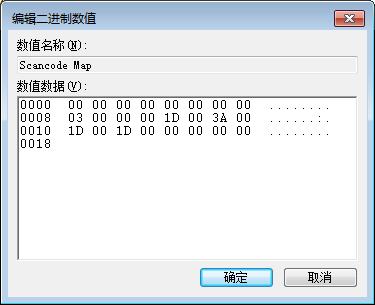 编辑二进制数值
数值名称(N):
Scancode Map
数值数据(V):
0000 00 00 00 00 00 00 00 00 ........
0008 03 00 00 00 1D 00 3A 00 ......:.
0010 1D 00 1D 00 00 00 00 00 ........
0018
确定 取消